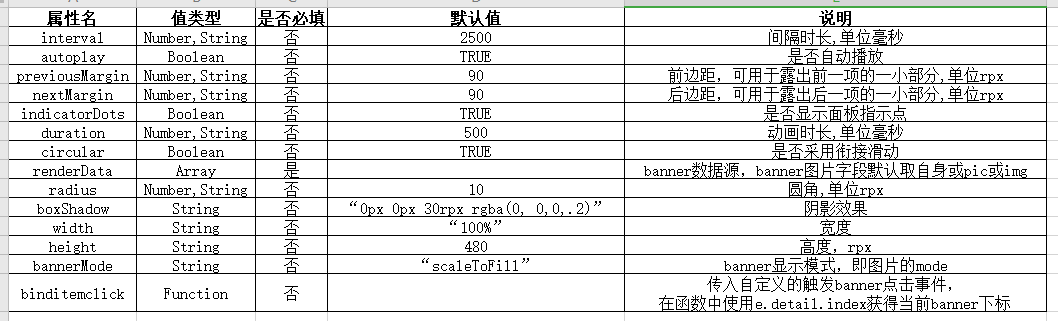 属性名 值类型 是否必填 默认值 说明
interval Number,String 否 2500 间隔时长,单位毫秒
autoplay Boolean 否 TRUE 是否自动播放
previousMargin Number,String 否 90 前边距，可用于露出前一项的一小部分,单位rpx
nextMargin Number,String 否 90 后边距，可用于露出后一项的一小部分,单位rpx
indicatorDots Boolean 否 TRUE 是否显示面板指示点
duration Number,String 否 500 动画时长,单位毫秒
circular Boolean 否 TRUE 是否采用衔接滑动
renderData Array 是 banner数据源，banner图片字段默认取自身或pic或img
radius Number,String 否 10 圆角,单位rpx
boxShadow String 否 “0px 0px 30rpx rgba(0, 0,0,.2)” 阴影效果
width String 否 “100%” 宽度
height String 否 480 高度，rpx
bannerMode String 否 “scaleToFill” banner显示模式，即图片的mode
binditemclick Function 否 传入自定义的触发banner点击事件，
在函数中使用e.detail.index获得当前banner下标